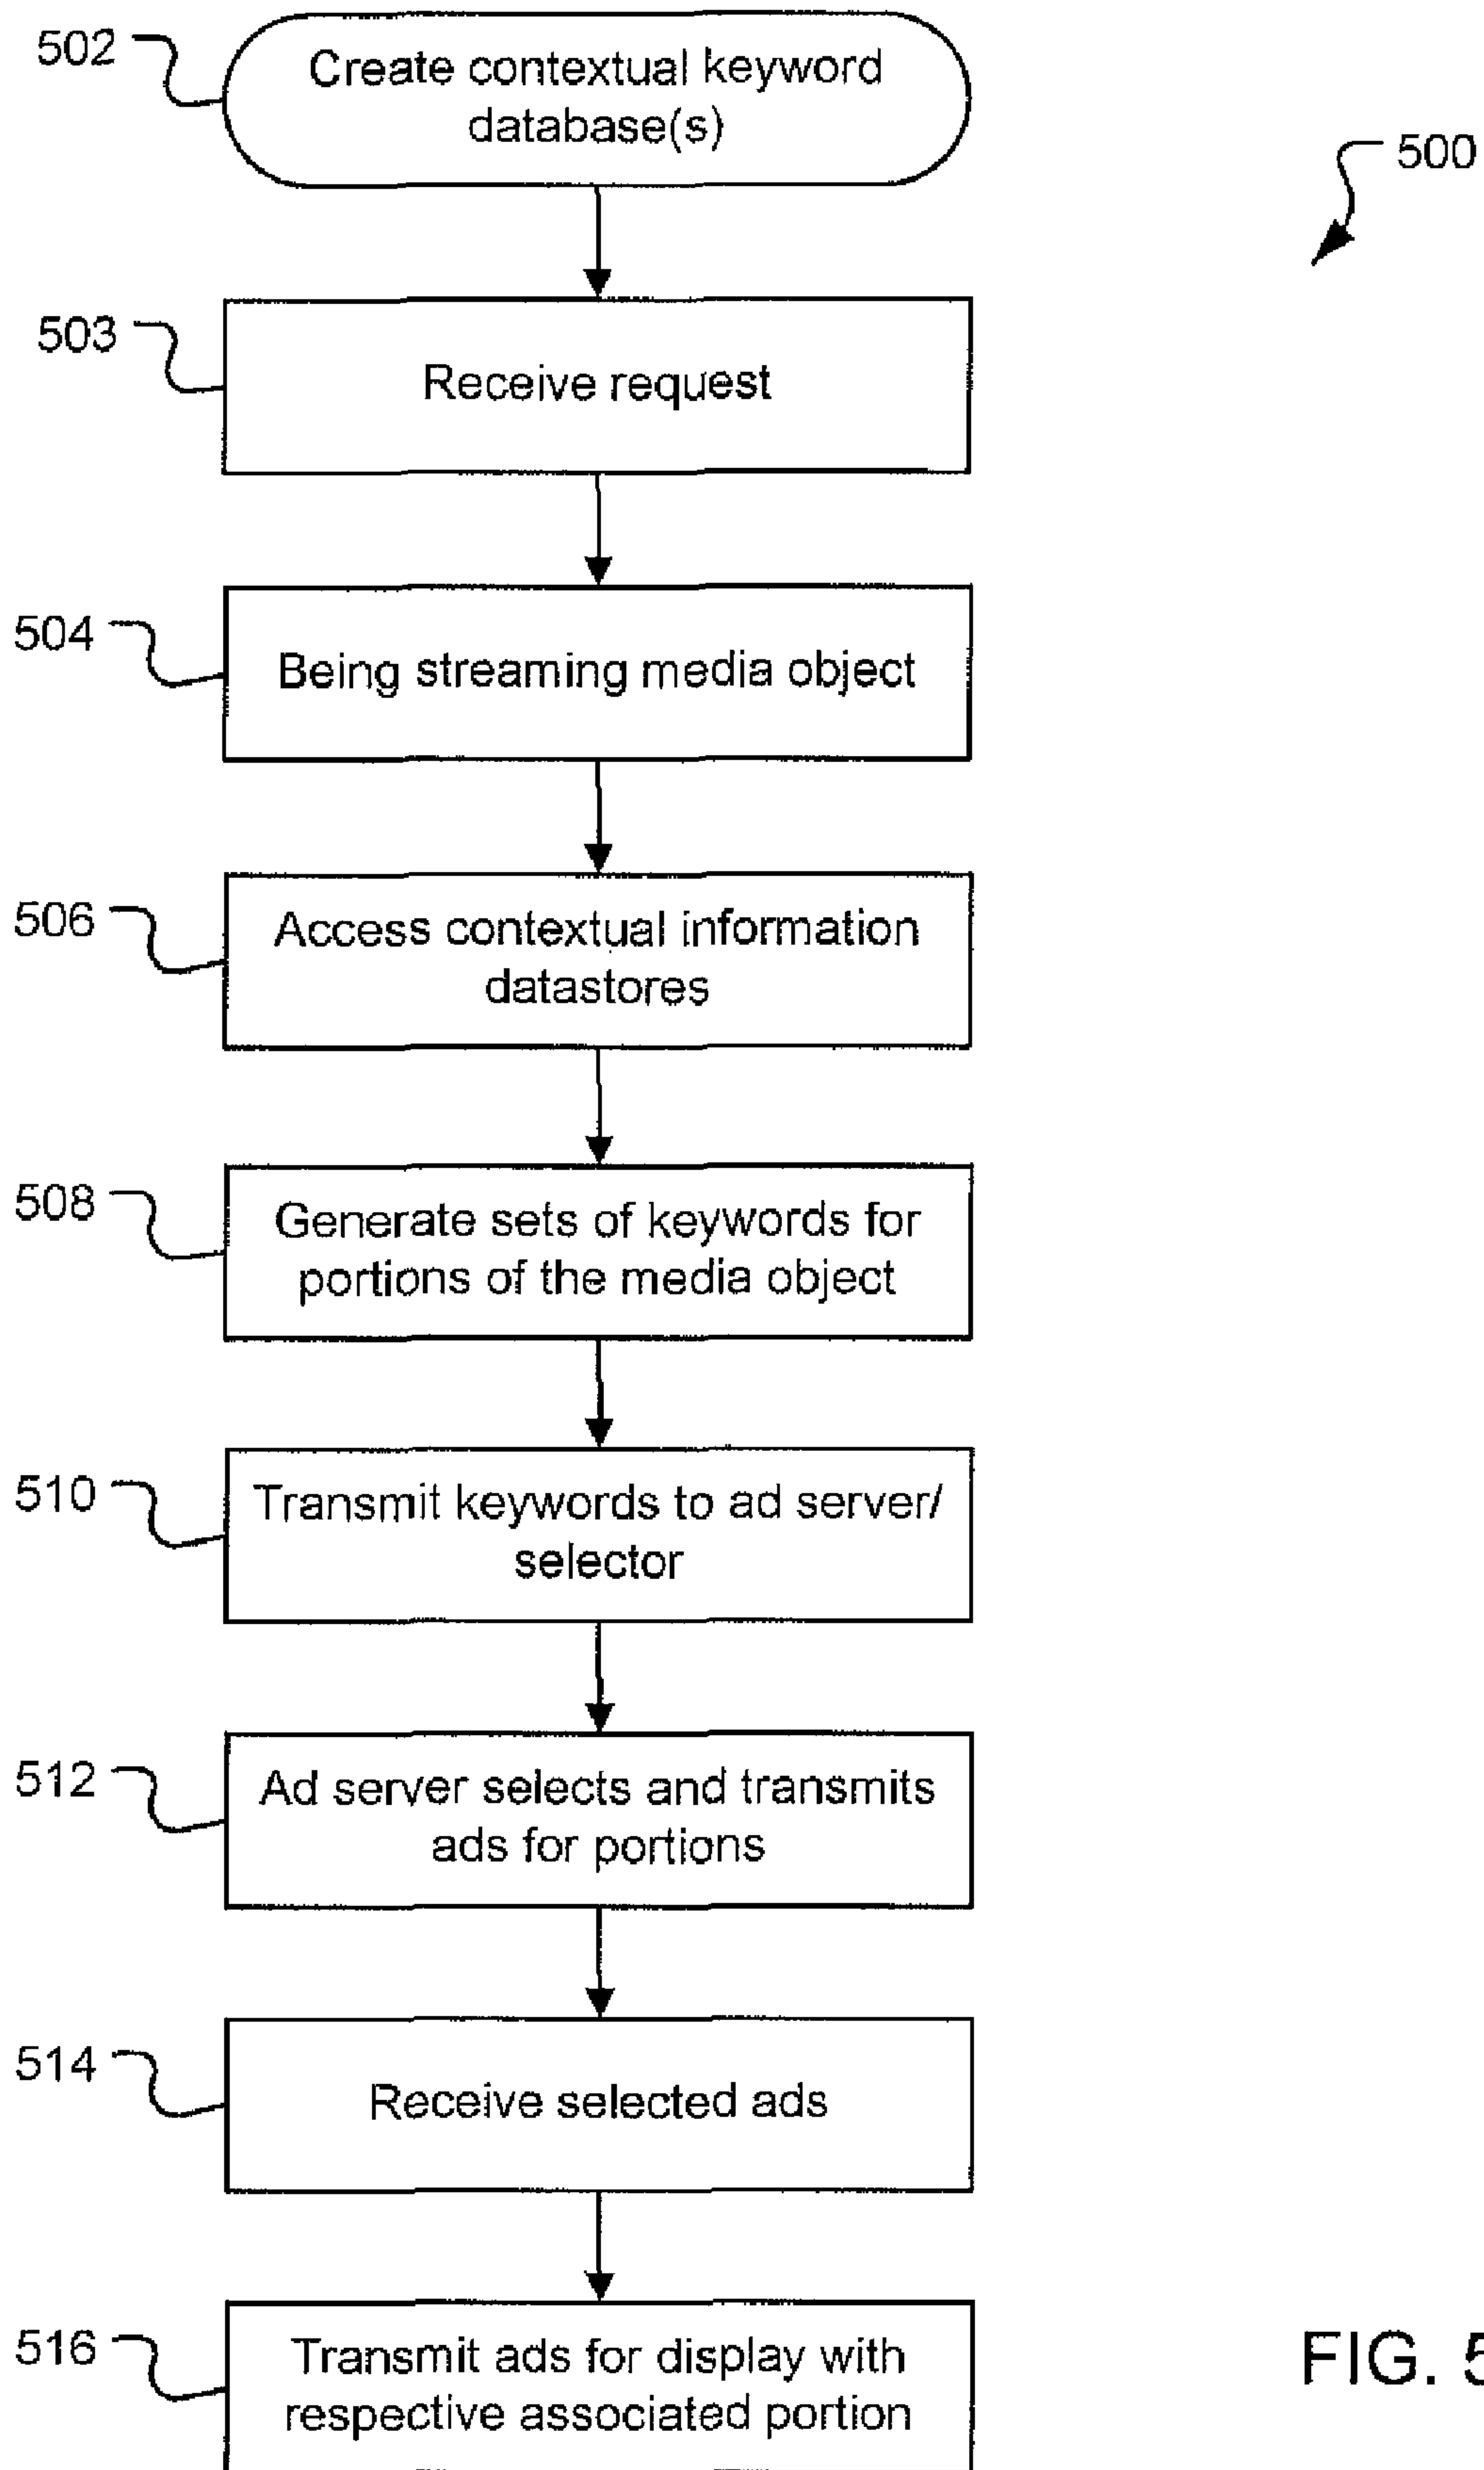 502
Create contextual keyword
database(s)
500
503
Receive request
504
Being streaming media object
506
Access contextual information
datastores
508
Generate sets of keywords for
portions of the media object
510
Transmit keywords to ad server/
selector
512
Ad server selects and transmits
ads for portions
514
Receive selected ads
516
Transmit ads for display with
respective associated portion
FIG. 5